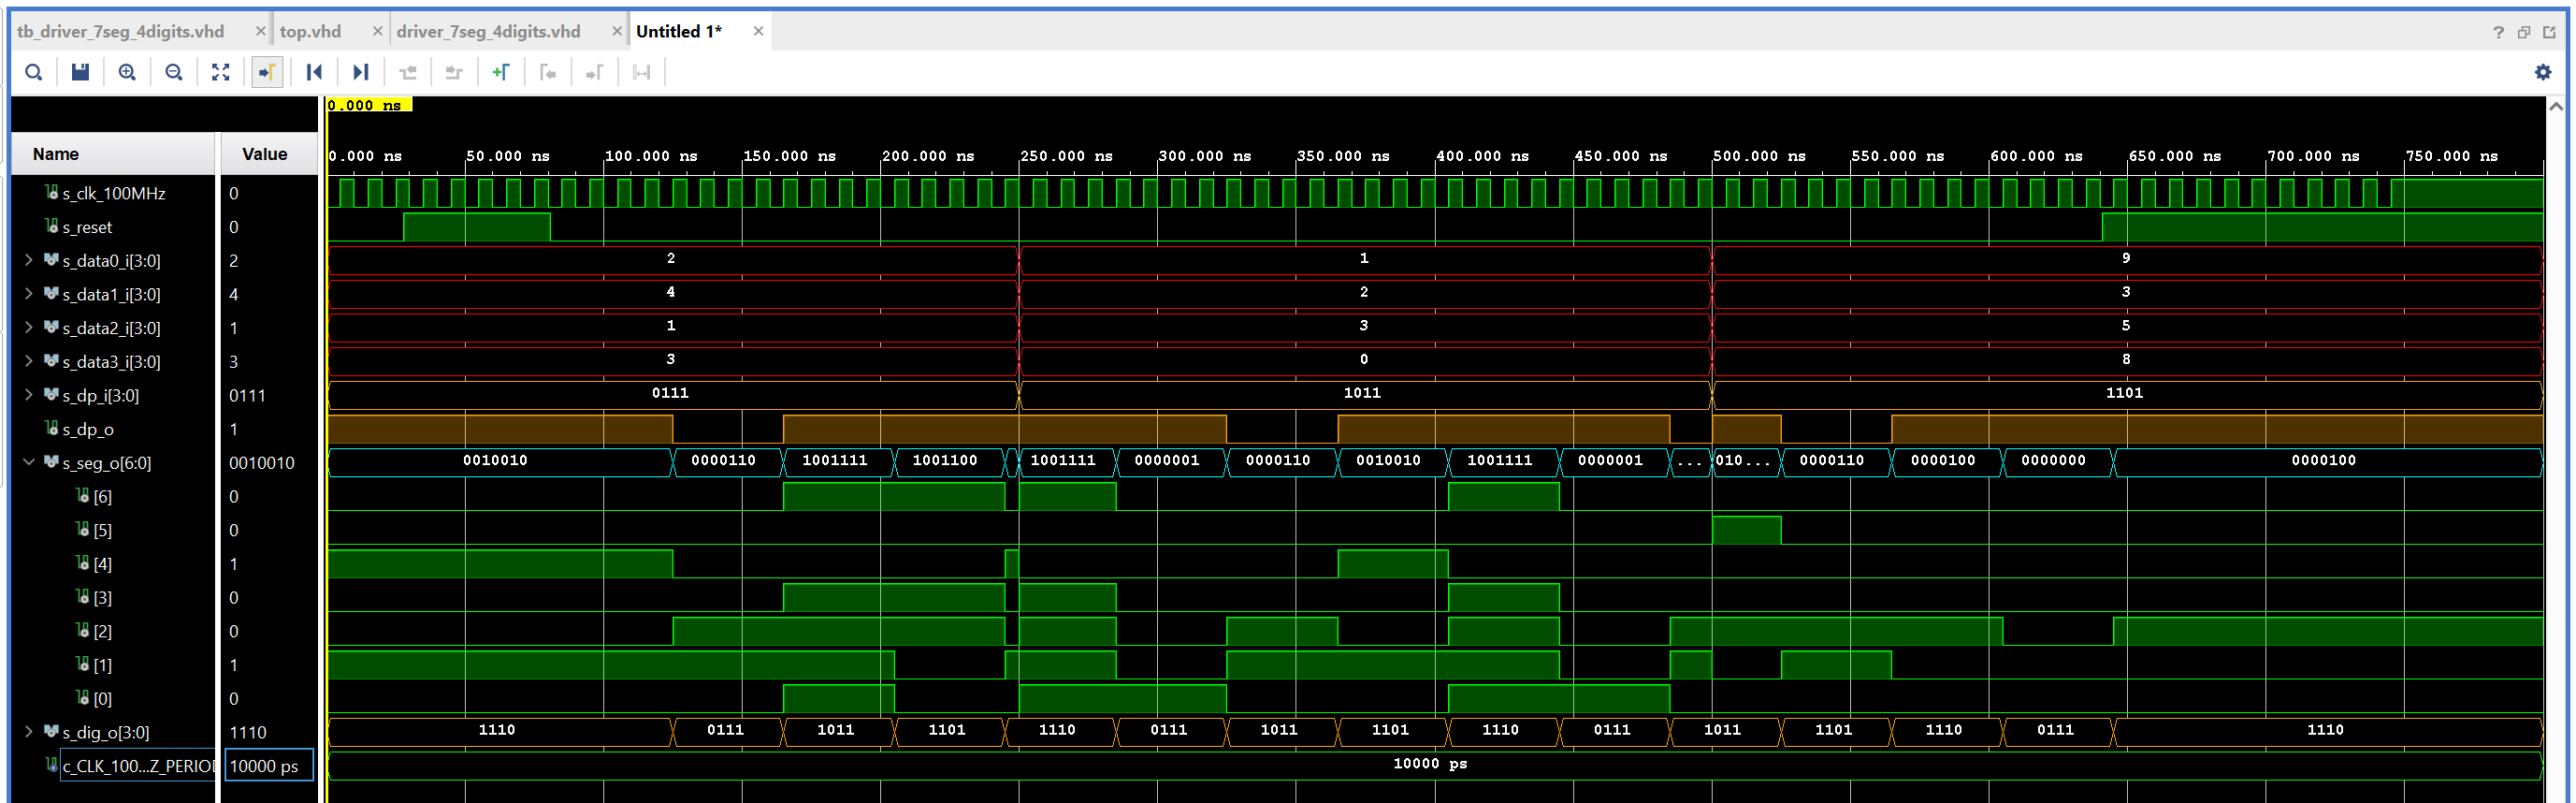 tb_driver_7seg_4digits.vhd × top.vhd × driver_7seg_4digits.vhd × Untitled 1* ×
?
0.000 ns
Name Value
0.000 ns 50.000 ns 100.000 ns 150.000 ns 200.000 ns 250.000 ns 300.000 ns 350.000 ns 400.000 ns 450.000 ns 500.000 ns 550.000 ns 600.000 ns 650.000 ns 700.000 ns 750.000 ns
s_clk_100MHz 0
s_reset 0
s_data0_i[3:0] 2 2 1 9
s_data1_i[3:0] 4 4 2 3
s_data2_i[3:0] 1 1 3 5
s_data3_i[3:0] 3 3 0 8
s_dp_i[3:0] 0111 0111 1011 1101
s_dp_o 1
s_seg_o[6:0] 0010010 0010010 0000110 1001111 1001100 1001111 0000001 0000110 0010010 1001111 0000001 ... 010... 0000110 0000100 0000000 0000100
[6] 0
[5] 0
[4] 1
[3] 0
[2] 0
[1] 1
[0] 0
s_dig_o[3:0] 1110 1110 0111 1011 1101 1110 0111 1011 1101 1110 0111 1011 1101 1110 0111 1110
c_CLK_100...Z_PERIO 10000 ps 10000 ps